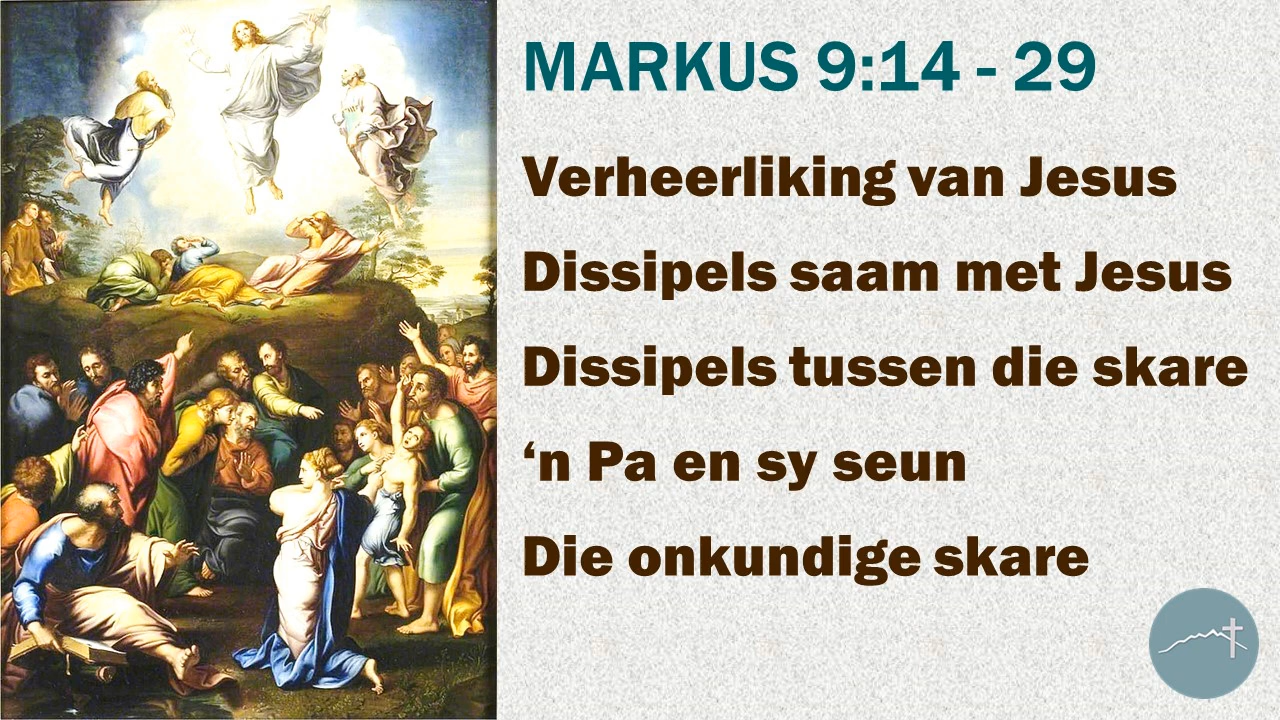 MARKUS 9:14 - 29
Verheerliking van Jesus
Dissipels saam met Jesus
Dissipels tussen die skare
‘n Pa en sy seun
Die onkundige skare